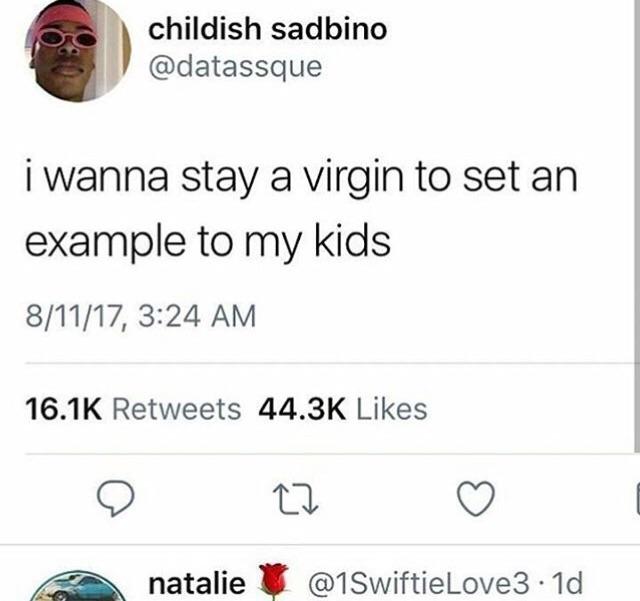 childish sadbino
@datassque
i wanna stay a virgin to set an
example to my kids
8/11/17, 3:24 AM
16.1K Retweets 44.3K Likes
natalie 🌹 @1SwiftieLove3 · 1d